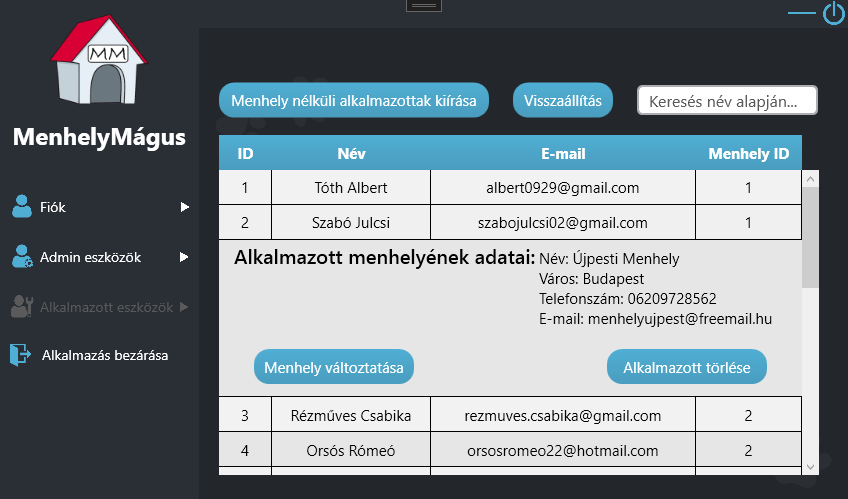 MM
MenhelyMágus
Fiók
Admin eszközök
Alkalmazott eszközök
Alkalmazás bezárása
Menhely nélküli alkalmazottak kiírása
Visszaállítás
Keresés név alapján...
ID Név E-mail Menhely ID
1 Tóth Albert albert0929@gmail.com 1
2 Szabó Julcsi szabojulcsi02@gmail.com 1
Alkalmazott menhelyének adatai: Név: Újpesti Menhely
Város: Budapest
Telefonszám: 06209728562
E-mail: menhelyujpest@freemail.hu
Menhely változtatása
Alkalmazott törlése
3 Rézműves Csabika rezmuves.csabika@gmail.com 2
4 Orsós Rómeó orsosromeo22@hotmail.com 2